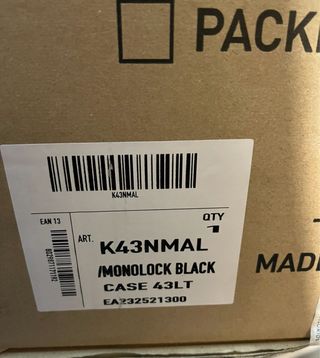 PACK
K43NMAL
EAN 13
QTY
1
ART.
K43NMAL
/MONOLOCK BLACK
CASE 43LT
EA232521300
MAD